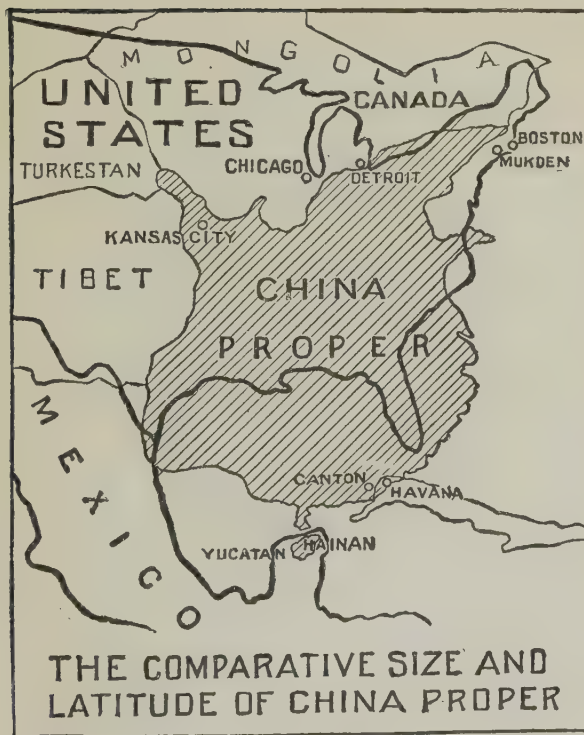 MONGOLIA
UNITED
STATES
CANADA
TURKESTAN
CHICAGO
DETROIT
BOSTON
MUKDEN
KANSAS CITY
TIBET
CHINA
PROPER
MEXICO
CANTON
HAVANA
YUCATAN
HAINAN
THE COMPARATIVE SIZE AND
LATITUDE OF CHINA PROPER